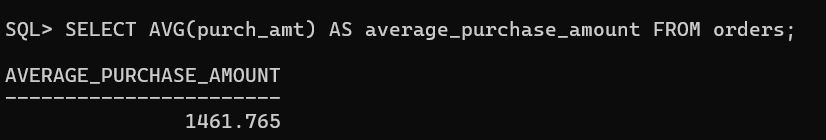 SQL> SELECT AVG(purch_amt) AS average_purchase_amount FROM orders;
AVERAGE_PURCHASE_AMOUNT
-----------------------
1461.765